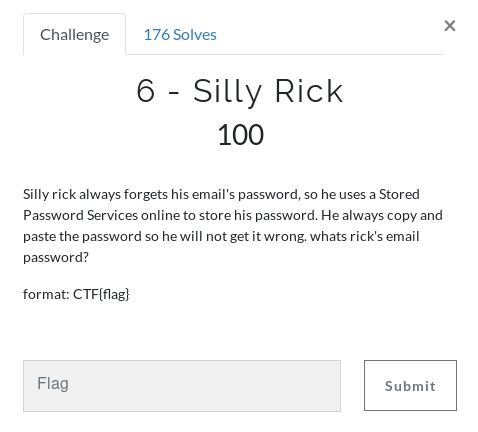 Challenge
176 Solves
×
6 - Silly Rick
100
Silly rick always forgets his email's password, so he uses a Stored
Password Services online to store his password. He always copy and
paste the password so he will not get it wrong. whats rick's email
password?
format: CTF{flag}
Flag
Submit